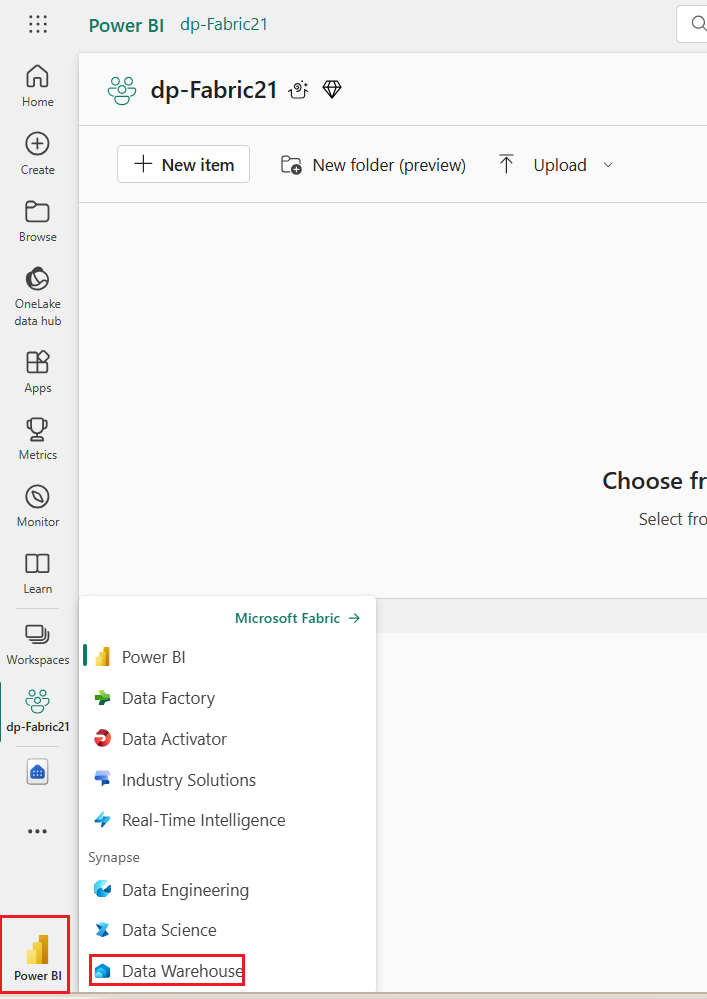 Power BI dp-Fabric21
Home
Create
Browse
OneLake
data hub
Apps
Metrics
Monitor
Learn
Workspaces
dp-Fabric21
Power BI
dp-Fabric21
New item
New folder (preview)
Upload
Choose fr
Select fro
Microsoft Fabric
Power BI
Data Factory
Data Activator
Industry Solutions
Real-Time Intelligence
Synapse
Data Engineering
Data Science
Data Warehouse